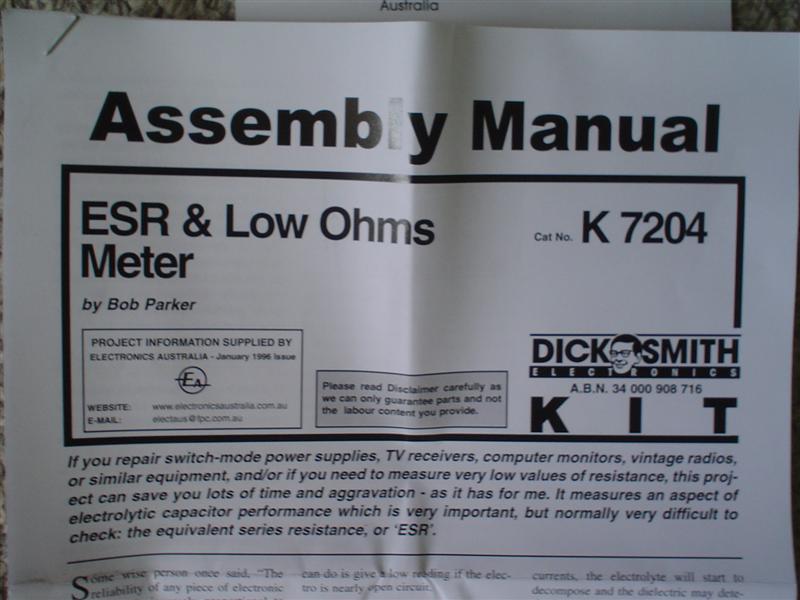 Australia
Assembly Manual
ESR & Low Ohms
Meter
Cat No. K 7204
by Bob Parker
PROJECT INFORMATION SUPPLIED BY
ELECTRONICS AUSTRALIA - January 1996 Issue
EA
WEBSITE: www.electronicsaustralia.com.au
E-MAIL: electaus@fpc.com.au
Please read Disclaimer carefully as
we can only guarantee parts and not
the labour content you provide.
DICK SMITH
ELECTRONICS
A.B.N. 34 000 908 716
KIT
If you repair switch-mode power supplies, TV receivers, computer monitors, vintage radios,
or similar equipment, and/or if you need to measure very low values of resistance, this proj-
ect can save you lots of time and aggravation - as it has for me. It measures an aspect of
electrolytic capacitor performance which is very important, but normally very difficult to
check: the equivalent series resistance, or 'ESR'.
Some wise person once said, "The
reliability of any piece of electronic
can do is give a low reading if the elec-
tro is nearly open circuit.
currents, the electrolyte will start to
decompose and the dielectric may dete-